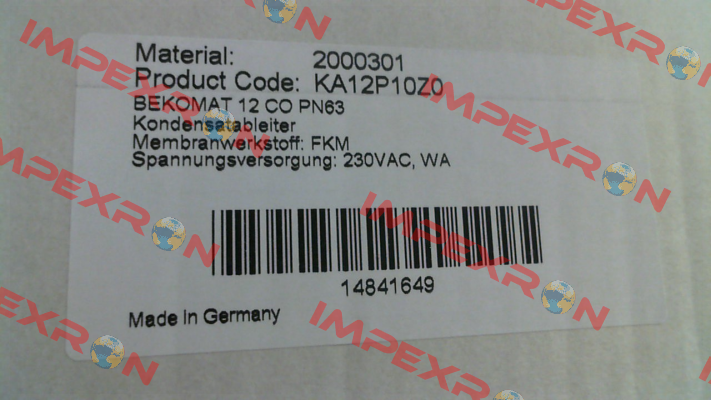 Material: 2000301
Product Code: KA12P10Z0
BEKOMAT 12 CO PN63
Kondensatableiter
Membranwerkstoff: FKM
Spannungsversorgung: 230VAC, WA
14841649
Made in Germany
IMPEXRON
IMPEXRON
IMPEXRON
IMPEXRON
IMPEXRON